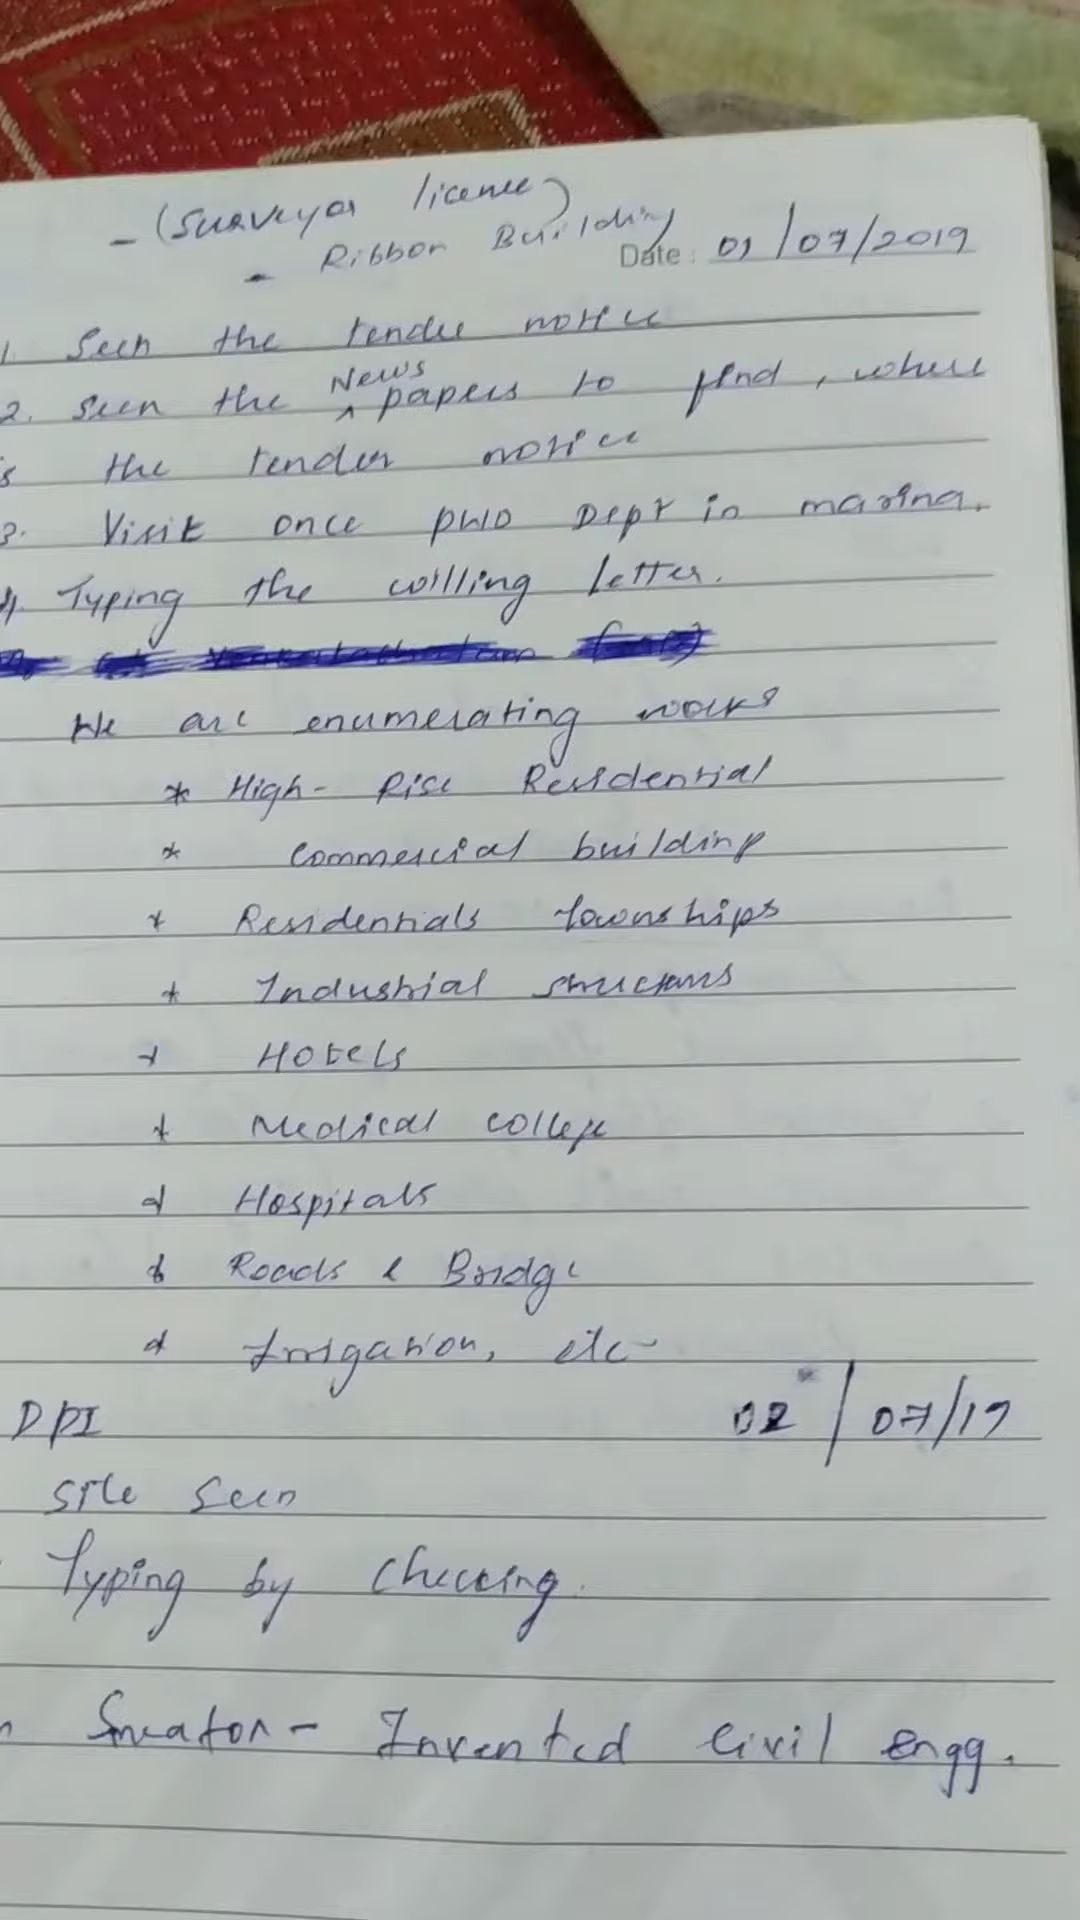 - (Surveyor licence)
- Ribbon Building
Date: 01/07/2019
1. Seen the tender notice
2. Seen the News papers to find, where
is the tender notice
3. Visit once PWD Dept in marina.
4. Typing the willing letter.
We are enumerating works
* High-Rise Residential
* Commercial building
* Residentials townships
* Industrial
* Hotels
* Medical college
* Hospitals
* Roads & Bridge
* Irrigation, etc-
DPI 02/07/19
site seen
Typing by checking.
Smeaton - Invented Civil Engg.